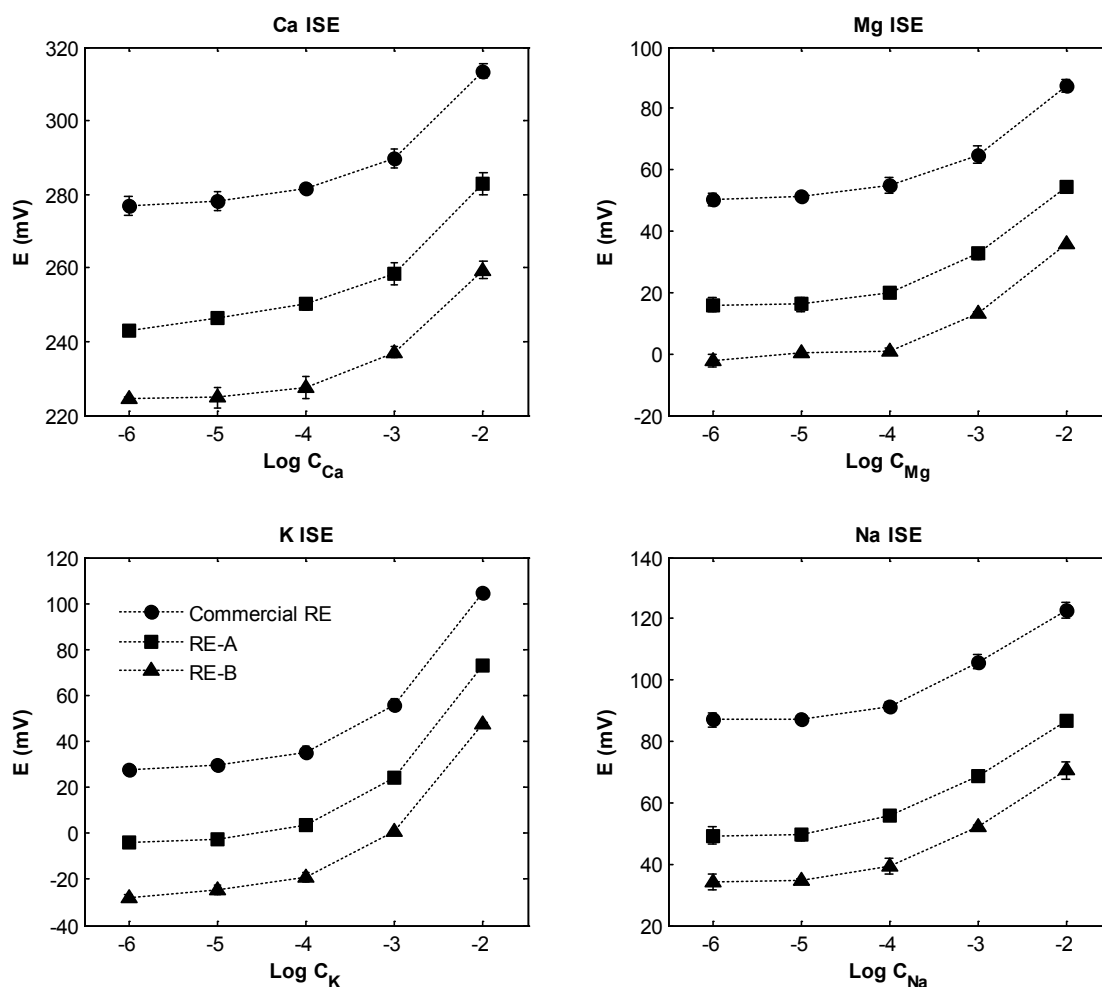 Ca ISE
320
300
280
260
240
220
E (mV)
-6 -5 -4 -3 -2
Log C_Ca
Mg ISE
100
80
60
40
20
0
-20
E (mV)
-6 -5 -4 -3 -2
Log C_Mg
K ISE
120
100
80
60
40
20
0
-20
-40
E (mV)
Commercial RE
RE-A
RE-B
-6 -5 -4 -3 -2
Log C_K
Na ISE
140
120
100
80
60
40
20
E (mV)
-6 -5 -4 -3 -2
Log C_Na